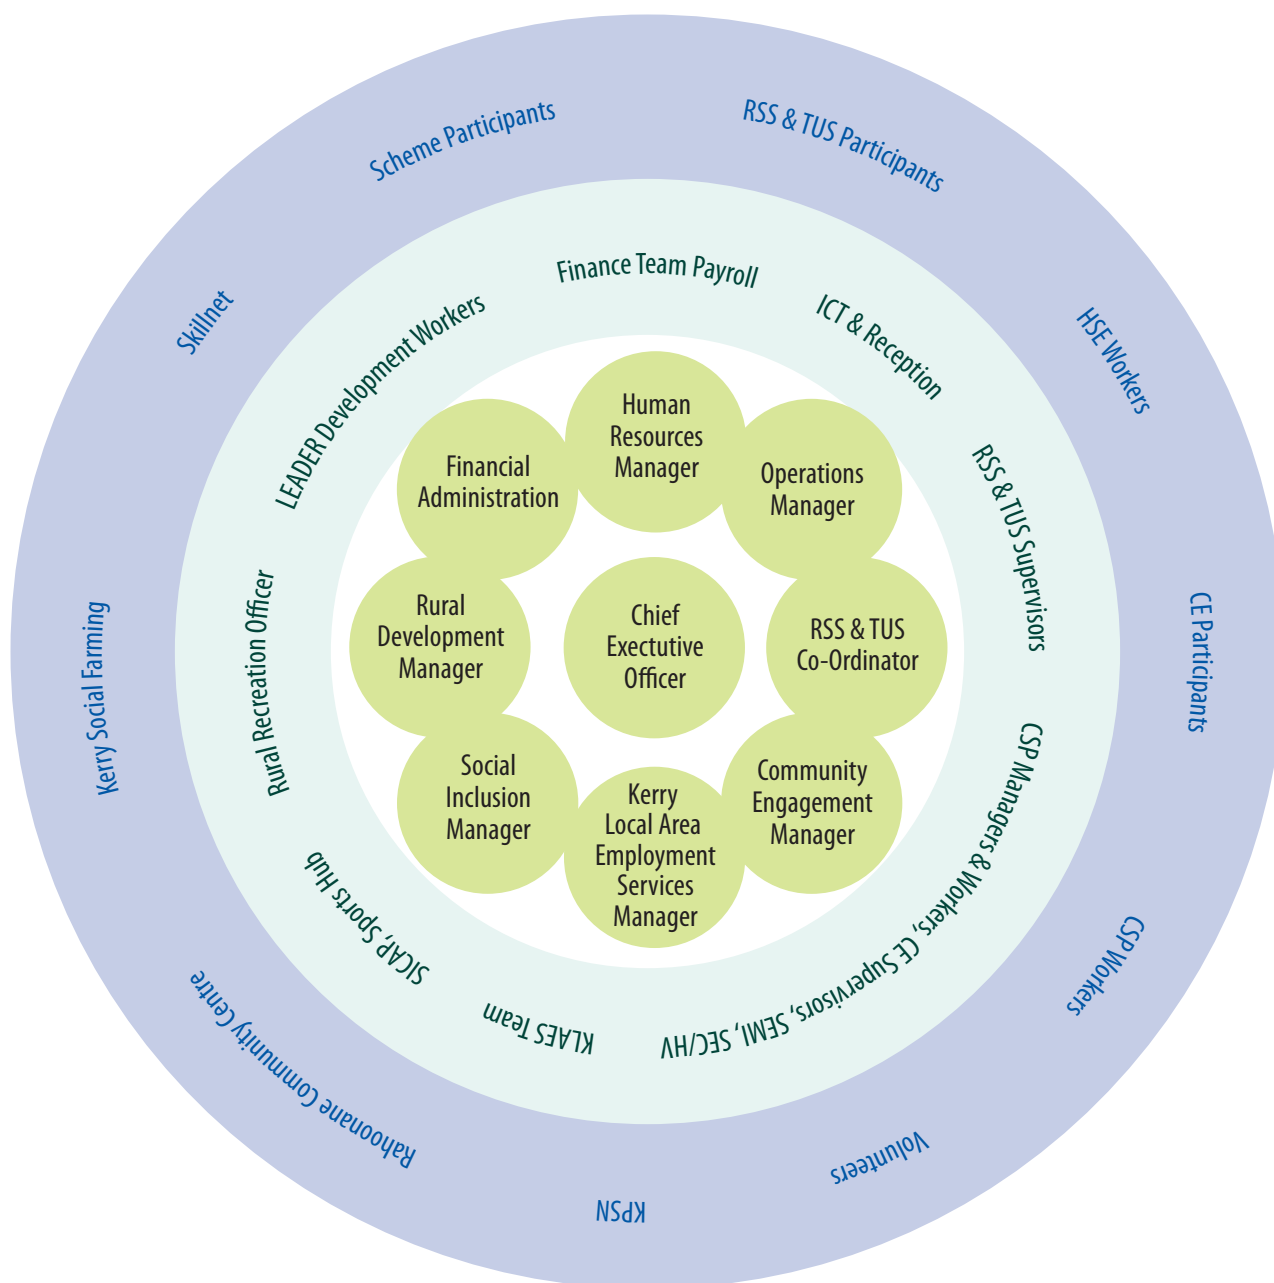 Scheme Participants
RSS & TUS Participants
HSE Workers
CE Participants
CSP Workers
Volunteers
KPSN
Rahoonane Community Centre
Kerry Social Farming
Skillnet
Finance Team Payroll
ICT & Reception
RSS & TUS Supervisors
CSP Managers & Workers, CE Supervisors, SEMI, SEC/HV
KLAES Team
SICAP, Sports Hub
Rural Recreation Officer
LEADER Development Workers
Human
Resources
Manager
Operations
Manager
RSS & TUS
Co-Ordinator
Community
Engagement
Manager
Kerry
Local Area
Employment
Services
Manager
Social
Inclusion
Manager
Rural
Development
Manager
Financial
Administration
Chief
Exectutive
Officer